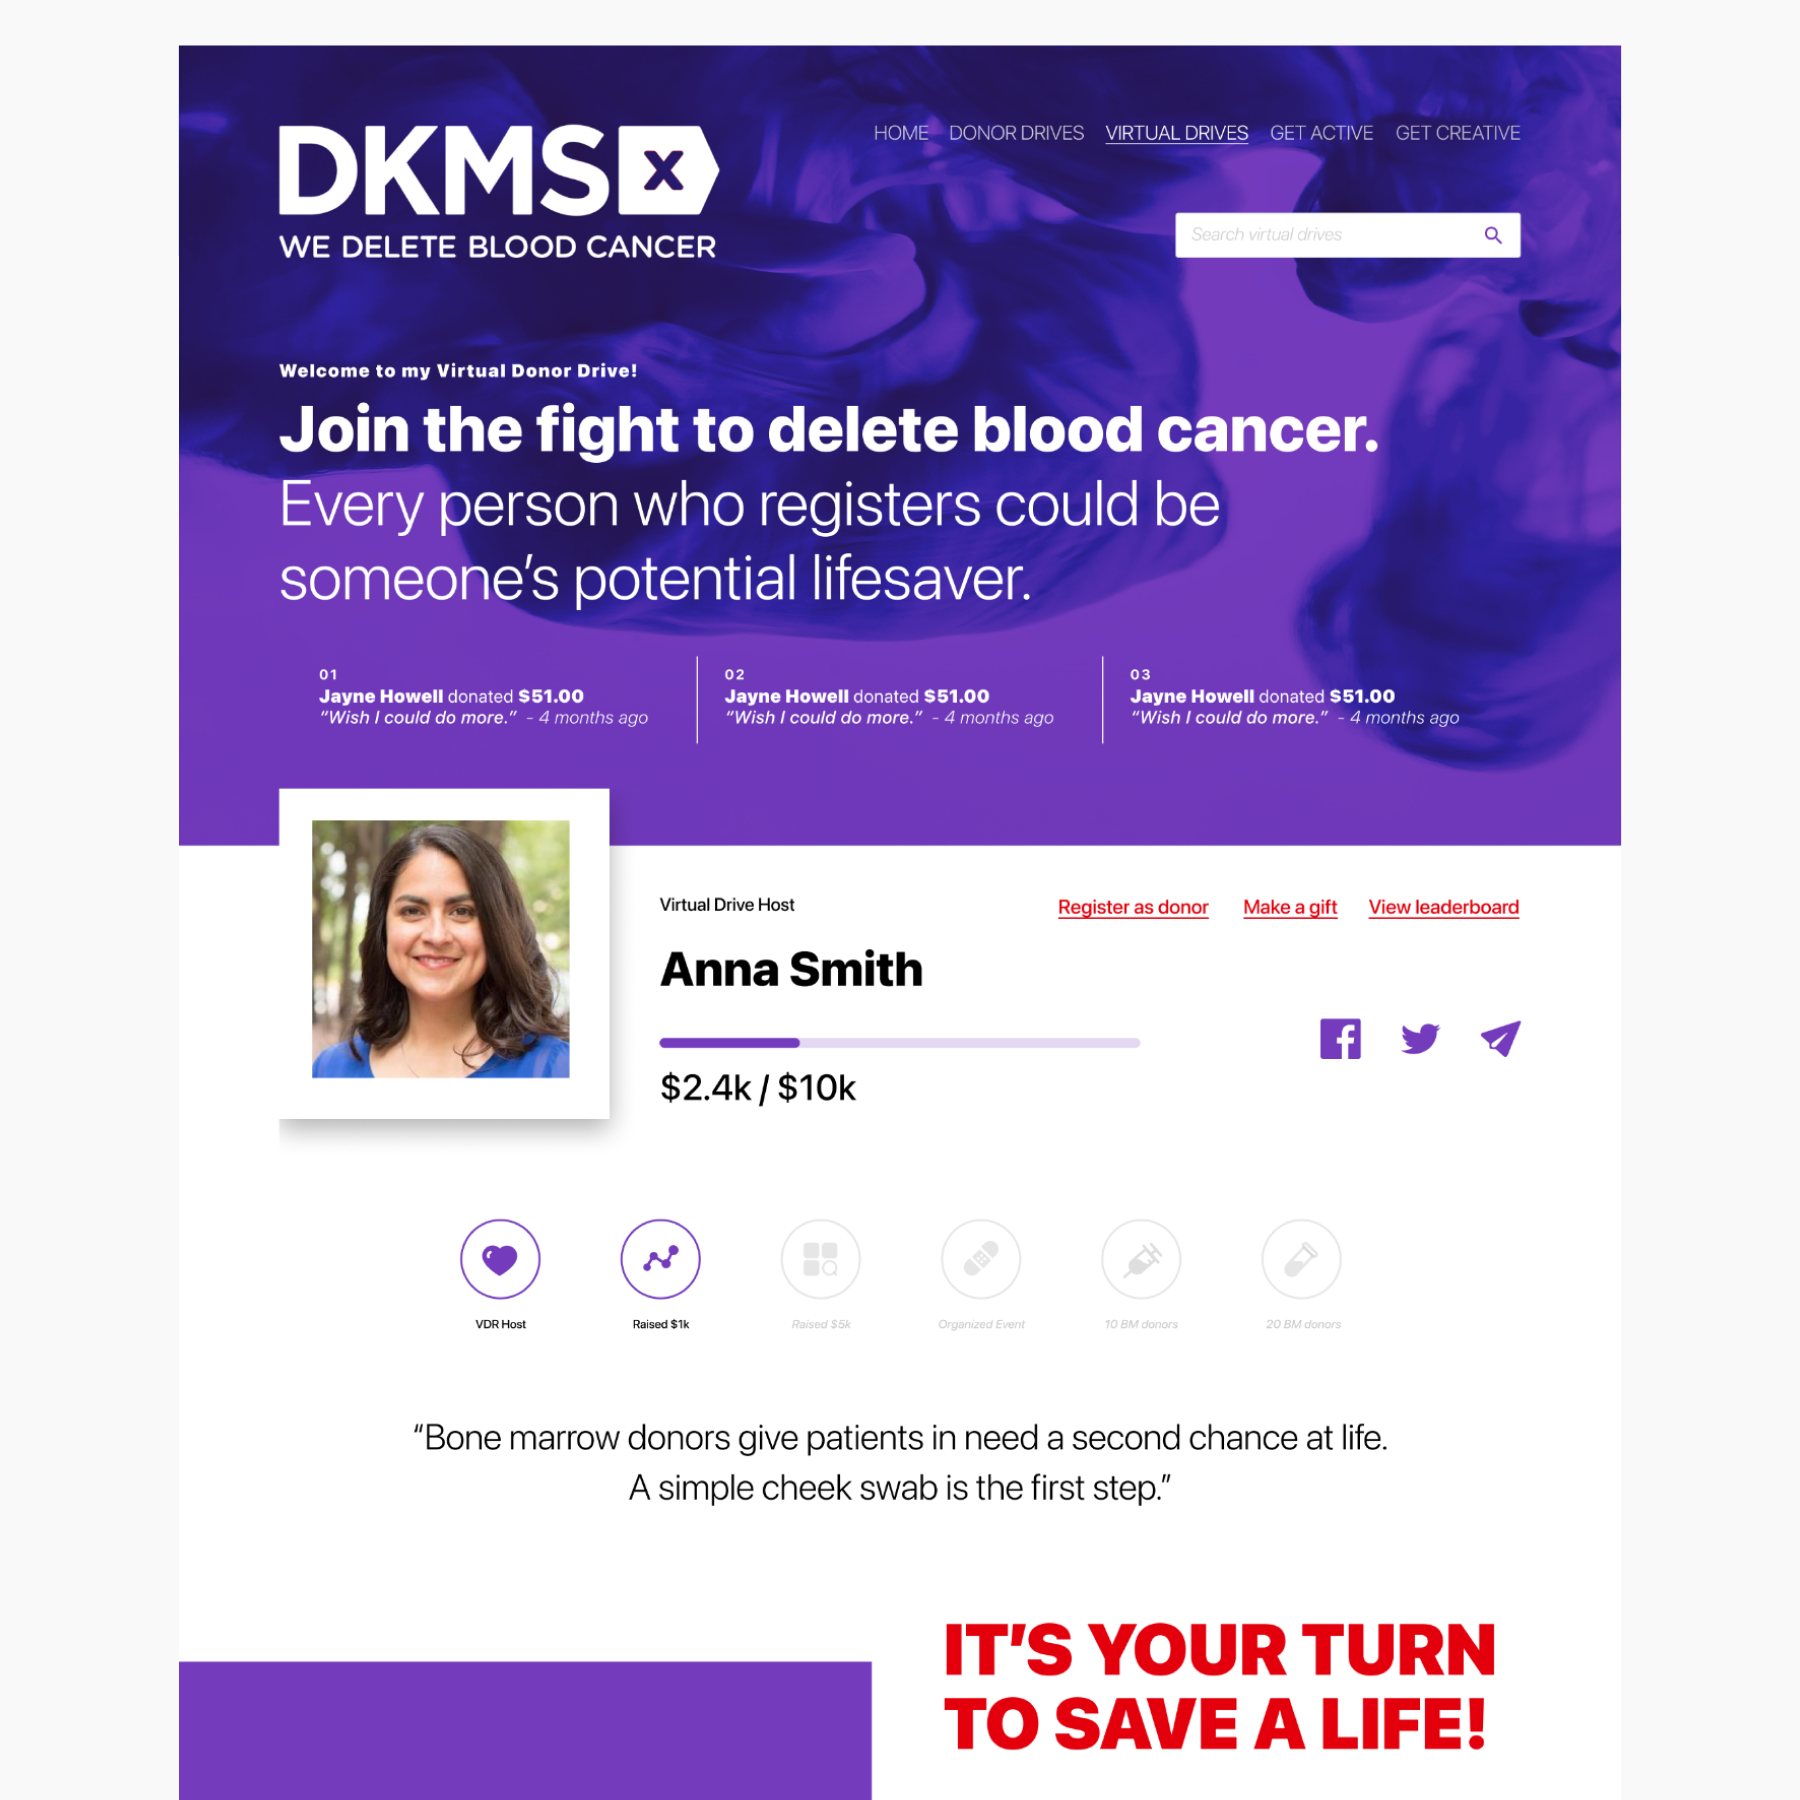 DKMS x
WE DELETE BLOOD CANCER
HOME DONOR DRIVES VIRTUAL DRIVES GET ACTIVE GET CREATIVE
Search virtual drives
Welcome to my Virtual Donor Drive!
Join the fight to delete blood cancer.
Every person who registers could be
someone’s potential lifesaver.
01
Jayne Howell donated $51.00
“Wish I could do more.” - 4 months ago
02
Jayne Howell donated $51.00
“Wish I could do more.” - 4 months ago
03
Jayne Howell donated $51.00
“Wish I could do more.” - 4 months ago
Virtual Drive Host
Register as donor Make a gift View leaderboard
Anna Smith
$2.4k / $10k
VDR Host
Raised $1k
Raised $5k
Organized Event
10 BM donors
20 BM donors
“Bone marrow donors give patients in need a second chance at life.
A simple cheek swab is the first step.”
IT’S YOUR TURN
TO SAVE A LIFE!